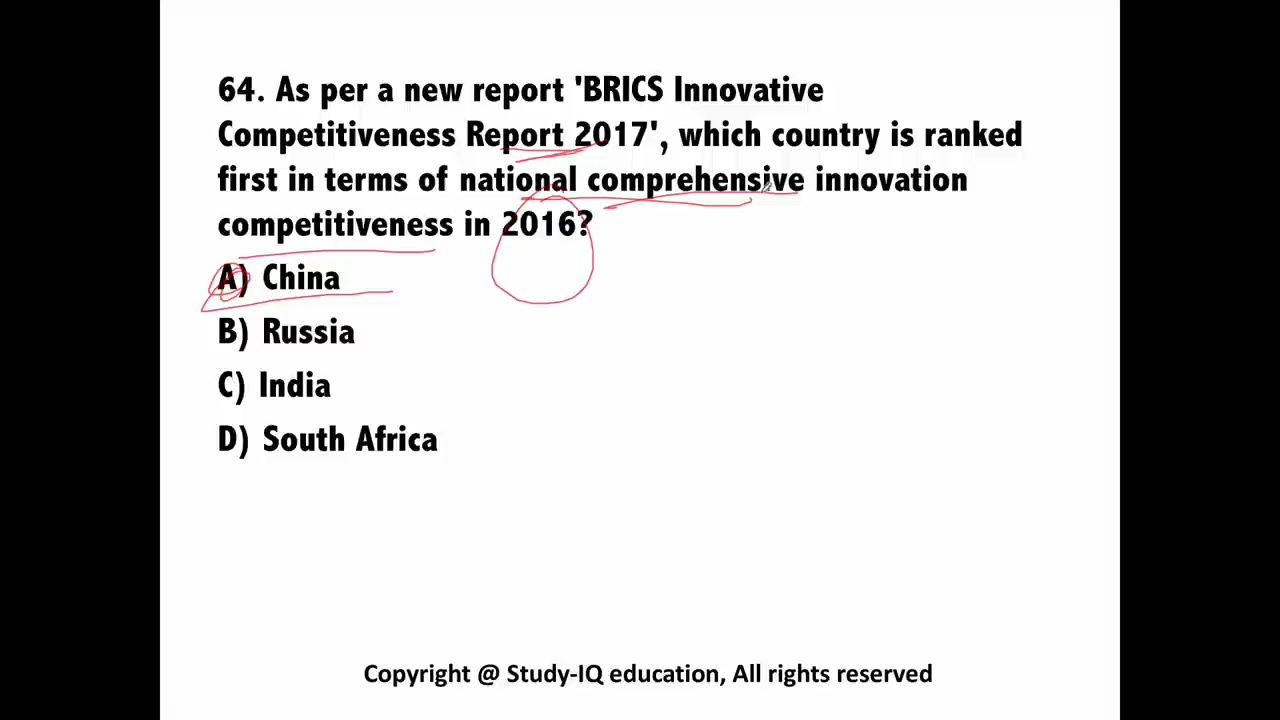 64. As per a new report 'BRICS Innovative
Competitiveness Report 2017', which country is ranked
first in terms of national comprehensive innovation
competitiveness in 2016?
A) China
B) Russia
C) India
D) South Africa
Copyright @ Study-IQ education, All rights reserved